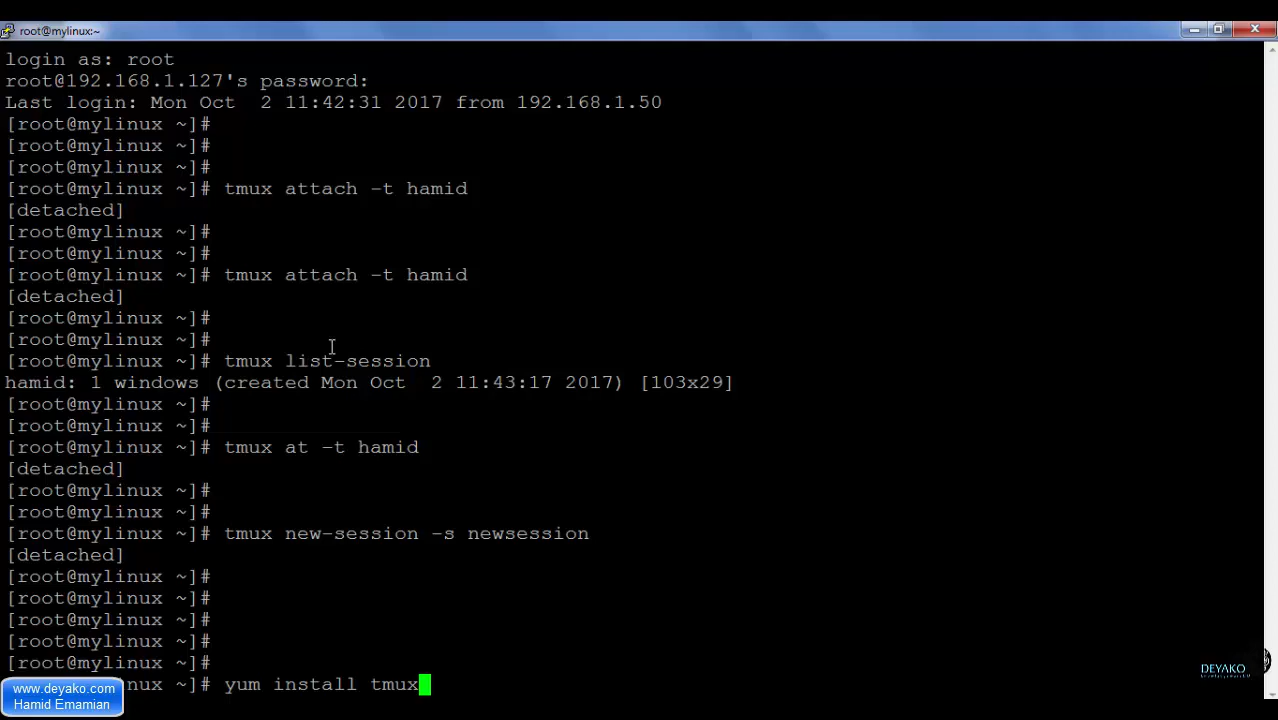 root@mylinux:~
login as: root
root@192.168.1.127's password:
Last login: Mon Oct  2 11:42:31 2017 from 192.168.1.50
[root@mylinux ~]#
[root@mylinux ~]#
[root@mylinux ~]#
[root@mylinux ~]# tmux attach -t hamid
[detached]
[root@mylinux ~]#
[root@mylinux ~]#
[root@mylinux ~]# tmux attach -t hamid
[detached]
[root@mylinux ~]#
[root@mylinux ~]#
[root@mylinux ~]# tmux list-session
hamid: 1 windows (created Mon Oct  2 11:43:17 2017) [103x29]
[root@mylinux ~]#
[root@mylinux ~]#
[root@mylinux ~]# tmux at -t hamid
[detached]
[root@mylinux ~]#
[root@mylinux ~]#
[root@mylinux ~]# tmux new-session -s newsession
[detached]
[root@mylinux ~]#
[root@mylinux ~]#
[root@mylinux ~]#
[root@mylinux ~]#
[root@mylinux ~]#
nux ~]# yum install tmux
www.deyako.com
Hamid Emamian
DEYAKO